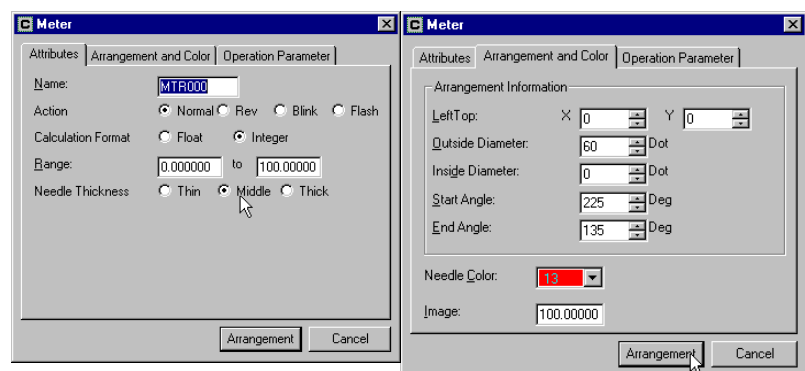 Meter
Attributes Arrangement and Color Operation Parameter
Name: MTR000
Action Normal Rev Blink Flash
Calculation Format Float Integer
Range: 0.000000 to 100.00000
Needle Thickness Thin Middle Thick
Arrangement Cancel
Meter
Attributes Arrangement and Color Operation Parameter
Arrangement Information
LeftTop: X 0 Y 0
Outside Diameter: 60 Dot
Inside Diameter: 0 Dot
Start Angle: 225 Deg
End Angle: 135 Deg
Needle Color: 13
Image: 100.00000
Arrangement Cancel